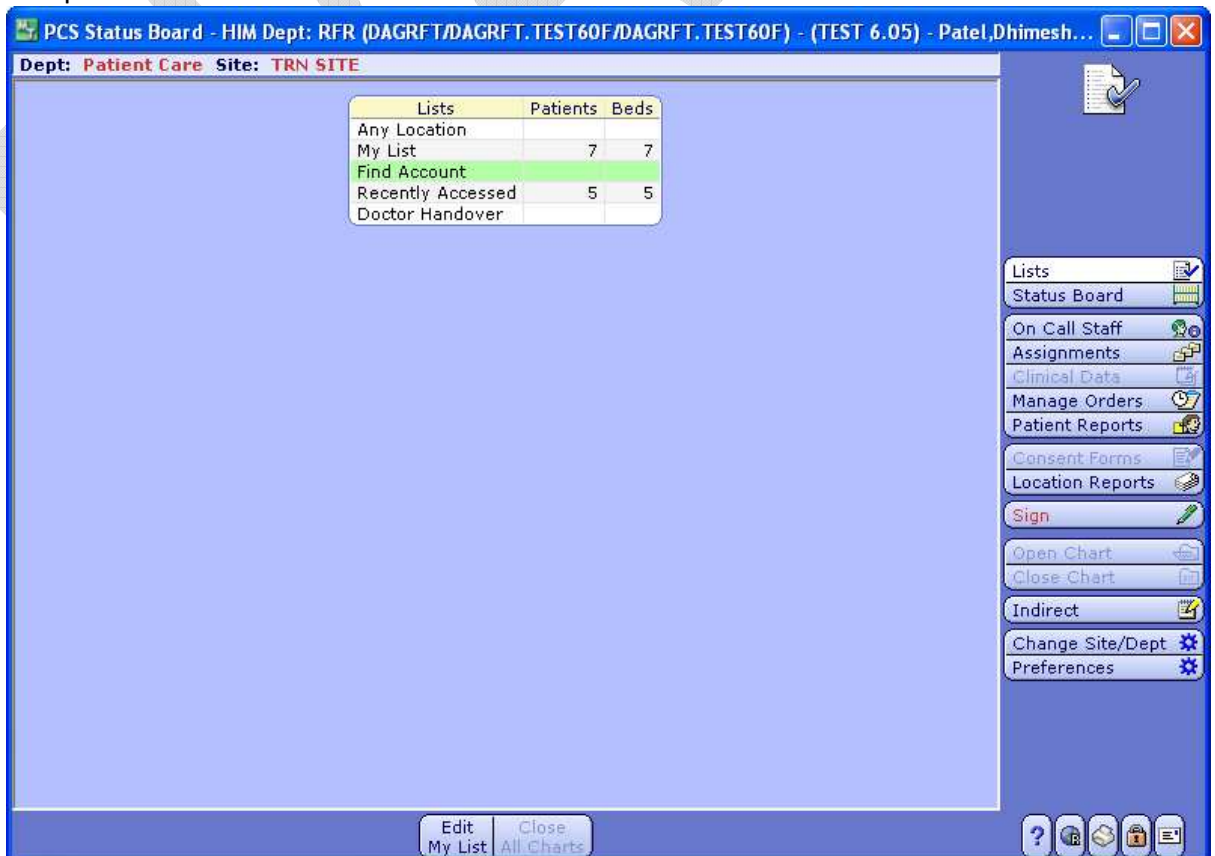 PCS Status Board - HIM Dept: RFR (DAGRFT/DAGRFT.TEST60F/DAGRFT.TEST60F) - (TEST 6.05) - Patel,Dhimesh...
Dept: Patient Care Site: TRN SITE
Lists Patients Beds
Any Location
My List 7 7
Find Account
Recently Accessed 5 5
Doctor Handover
Lists
Status Board
On Call Staff
Assignments
Clinical Data
Manage Orders
Patient Reports
Consent Forms
Location Reports
Sign
Open Chart
Close Chart
Indirect
Change Site/Dept
Preferences
Edit
My List
Close
All Charts
?